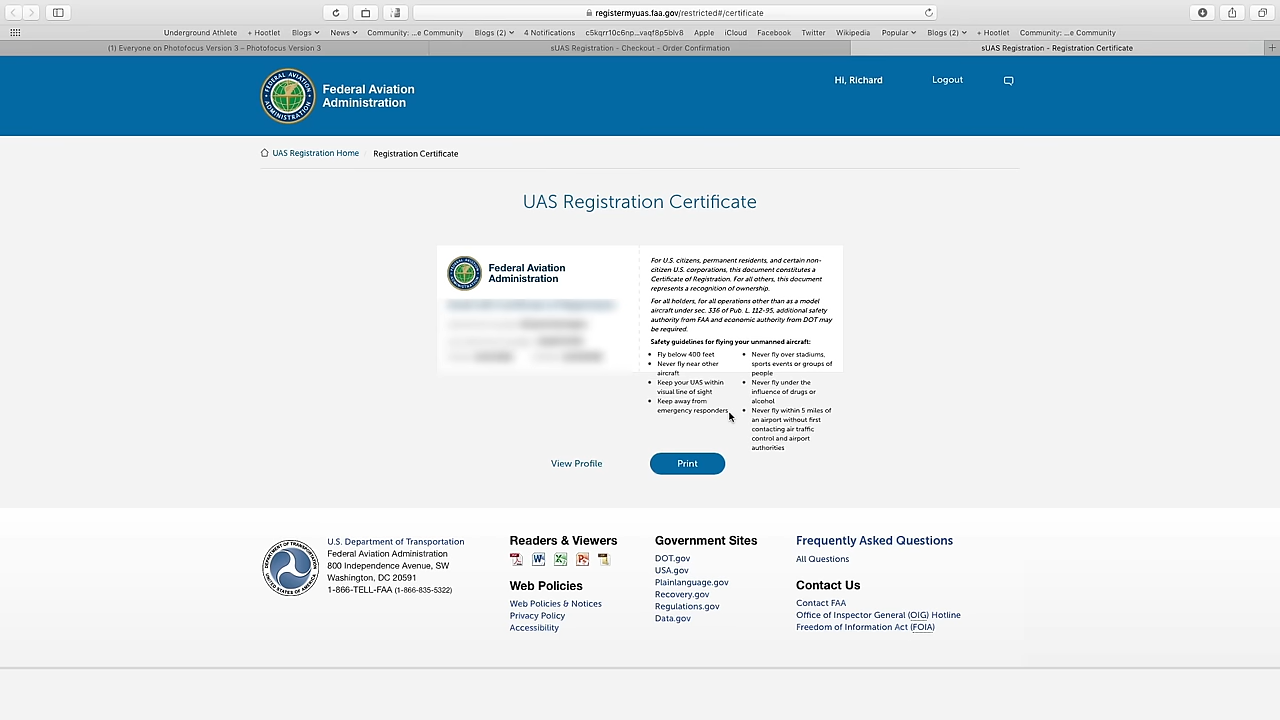 registermyuas.faa.gov/restricted#/certificate
Underground Athlete + Hootlet Blogs News Community: ...e Community Blogs (2) 4 Notifications c5kqrr10c6np...vaqf8p5blv8 Apple iCloud Facebook Twitter Wikipedia Popular Blogs (2) + Hootlet Community: ...e Community
(1) Everyone on Photofocus Version 3 – Photofocus Version 3
sUAS Registration - Checkout - Order Confirmation
sUAS Registration - Registration Certificate
Federal Aviation
Administration
Hi, Richard
Logout
UAS Registration Home
Registration Certificate
UAS Registration Certificate
Federal Aviation
Administration
For U.S. citizens, permanent residents, and certain non-
citizen U.S. corporations, this document constitutes a
Certificate of Registration. For all others, this document
represents a recognition of ownership.
For all holders, for all operations other than as a model
aircraft under sec. 336 of Pub. L. 112-95, additional safety
authority from FAA and economic authority from DOT may
be required.
Safety guidelines for flying your unmanned aircraft:
• Fly below 400 feet
• Never fly near other
aircraft
• Keep your UAS within
visual line of sight
• Keep away from
emergency responders
• Never fly over stadiums,
sports events or groups of
people
• Never fly under the
influence of drugs or
alcohol
• Never fly within 5 miles of
an airport without first
contacting air traffic
control and airport
authorities
View Profile
Print
U.S. Department of Transportation
Federal Aviation Administration
800 Independence Avenue, SW
Washington, DC 20591
1-866-TELL-FAA (1-866-835-5322)
Readers & Viewers
Web Policies
Web Policies & Notices
Privacy Policy
Accessibility
Government Sites
DOT.gov
USA.gov
Plainlanguage.gov
Recovery.gov
Regulations.gov
Data.gov
Frequently Asked Questions
All Questions
Contact Us
Contact FAA
Office of Inspector General (OIG) Hotline
Freedom of Information Act (FOIA)